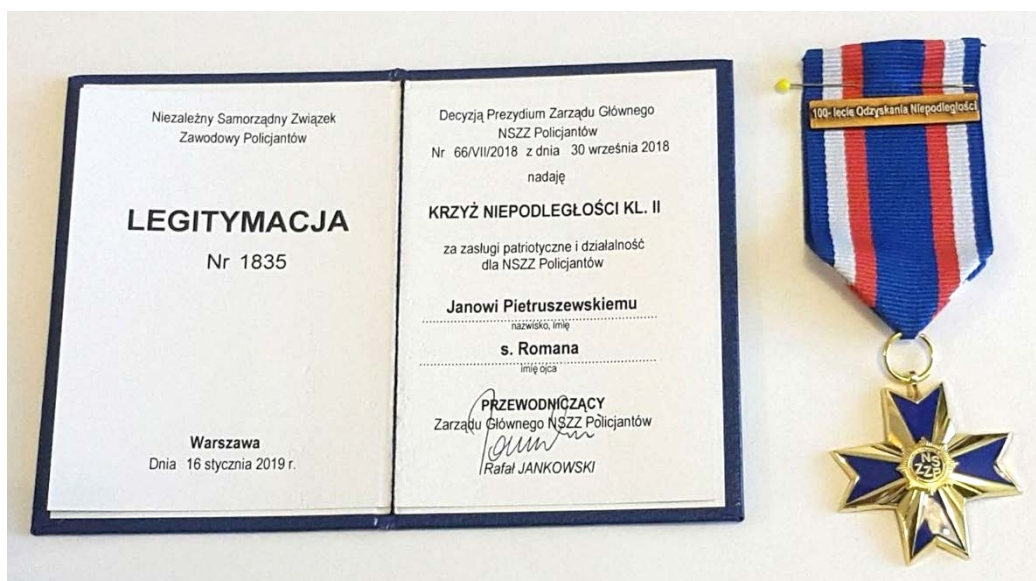 Niezależny Samorządny Związek
Zawodowy Policjantów
LEGITYMACJA
Nr 1835
Warszawa
Dnia 16 stycznia 2019 r.
Decyzją Prezydium Zarządu Głównego
NSZZ Policjantów
Nr 66/VII/2018 z dnia 30 września 2018
nadaję
KRZYŻ NIEPODLEGŁOŚCI KL. II
za zasługi patriotyczne i działalność
dla NSZZ Policjantów
Janowi Pietruszewskiemu
nazwisko, imię
s. Romana
imię ojca
PRZEWODNICZĄCY
Zarządu Głównego NSZZ Policjantów
Rafał JANKOWSKI
100- lecie Odzyskania Niepodległości
NS
ZZP